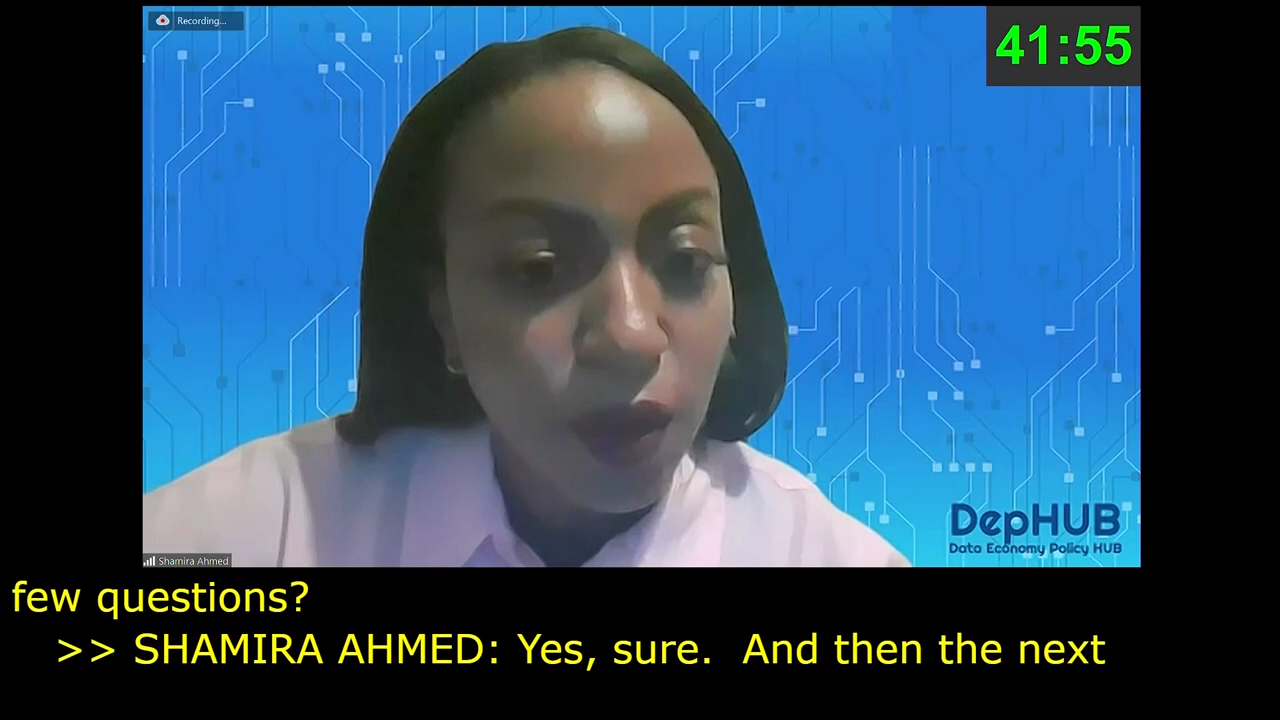 Recording...
41:55
DepHUB
Data Economy Policy HUB
Shamira Ahmed
few questions?
>> SHAMIRA AHMED: Yes, sure. And then the next